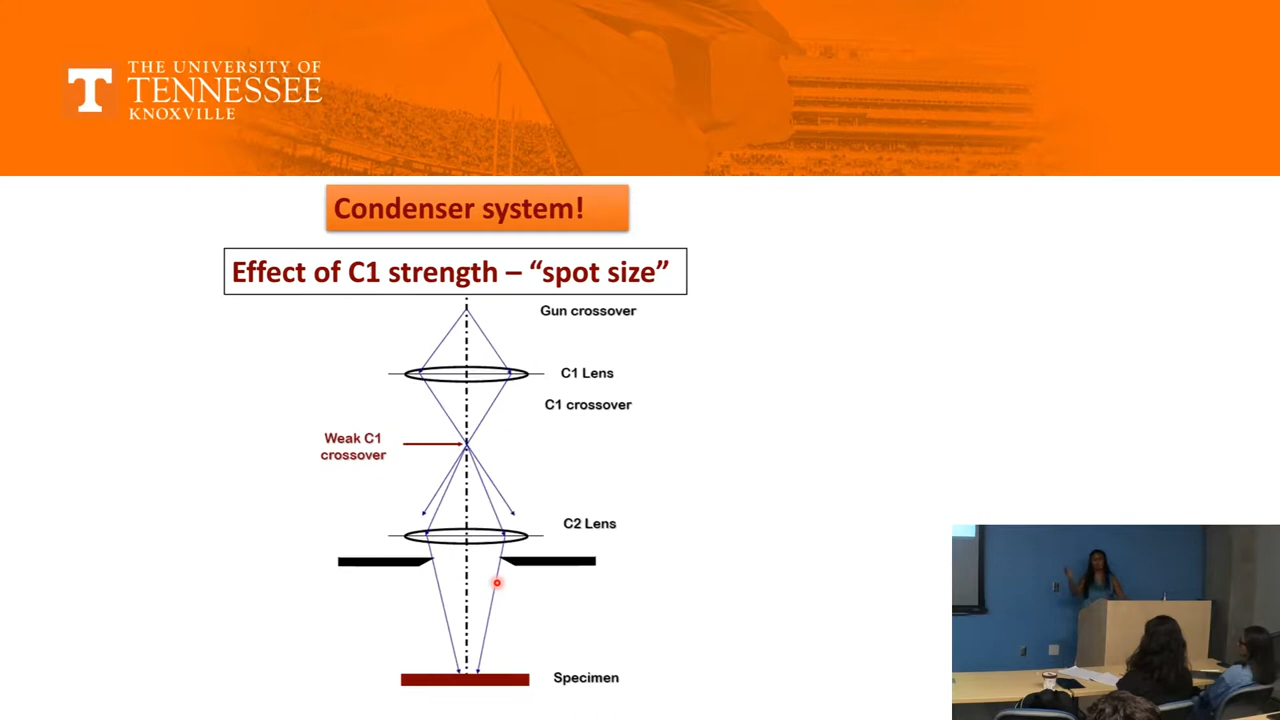 THE UNIVERSITY OF
TENNESSEE
KNOXVILLE
Condenser system!
Effect of C1 strength – “spot size”
Gun crossover
C1 Lens
C1 crossover
Weak C1
crossover
C2 Lens
Specimen